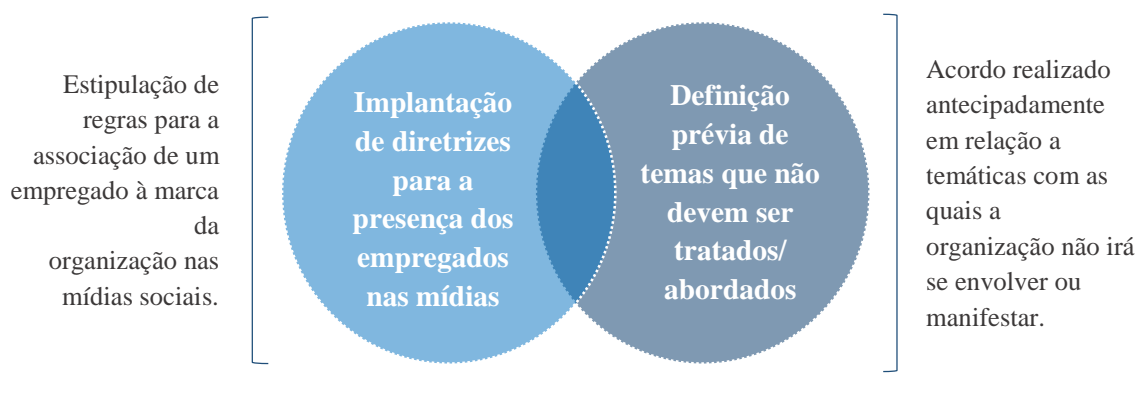 Estipulação de
regras para a
associação de um
empregado à marca
da
organização nas
mídias sociais.
Implantação
de diretrizes
para a
presença dos
empregados
nas mídias
Definição
prévia de
temas que não
devem ser
tratados/
abordados
Acordo realizado
antecipadamente
em relação a
temáticas com as
quais a
organização não irá
se envolver ou
manifestar.